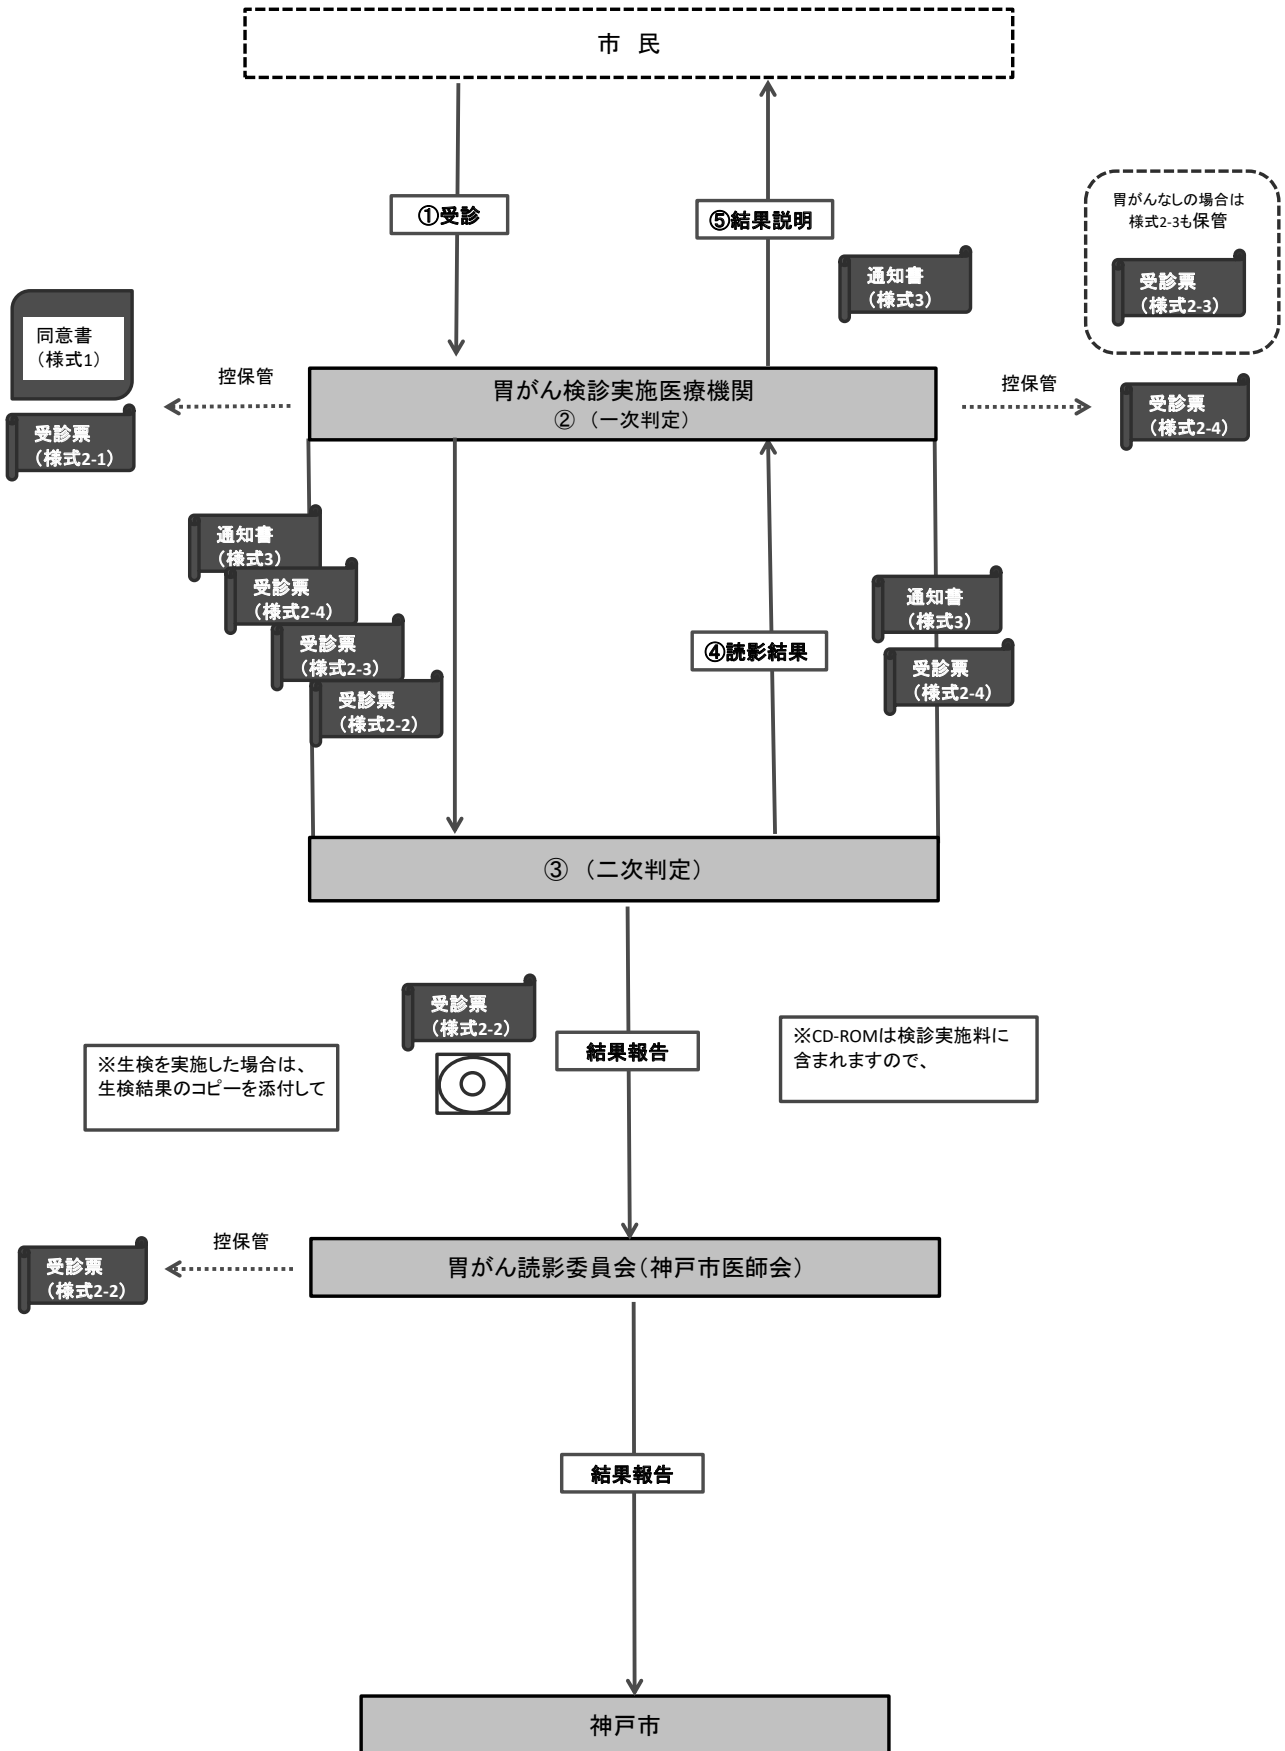 市 民
①受診
⑤結果説明
胃がんなしの場合は
様式2-3も保管
受診票
(様式2-3)
通知書
(様式3)
同意書
(様式1)
控保管
胃がん検診実施医療機関
② (一次判定)
控保管
受診票
(様式2-4)
受診票
(様式2-1)
通知書
(様式3)
受診票
(様式2-4)
受診票
(様式2-3)
受診票
(様式2-2)
④読影結果
通知書
(様式3)
受診票
(様式2-4)
③ (二次判定)
受診票
(様式2-2)
結果報告
※CD-ROMは検診実施料に
含まれますので、
※生検を実施した場合は、
生検結果のコピーを添付して
控保管
受診票
(様式2-2)
胃がん読影委員会(神戸市医師会)
結果報告
神戸市